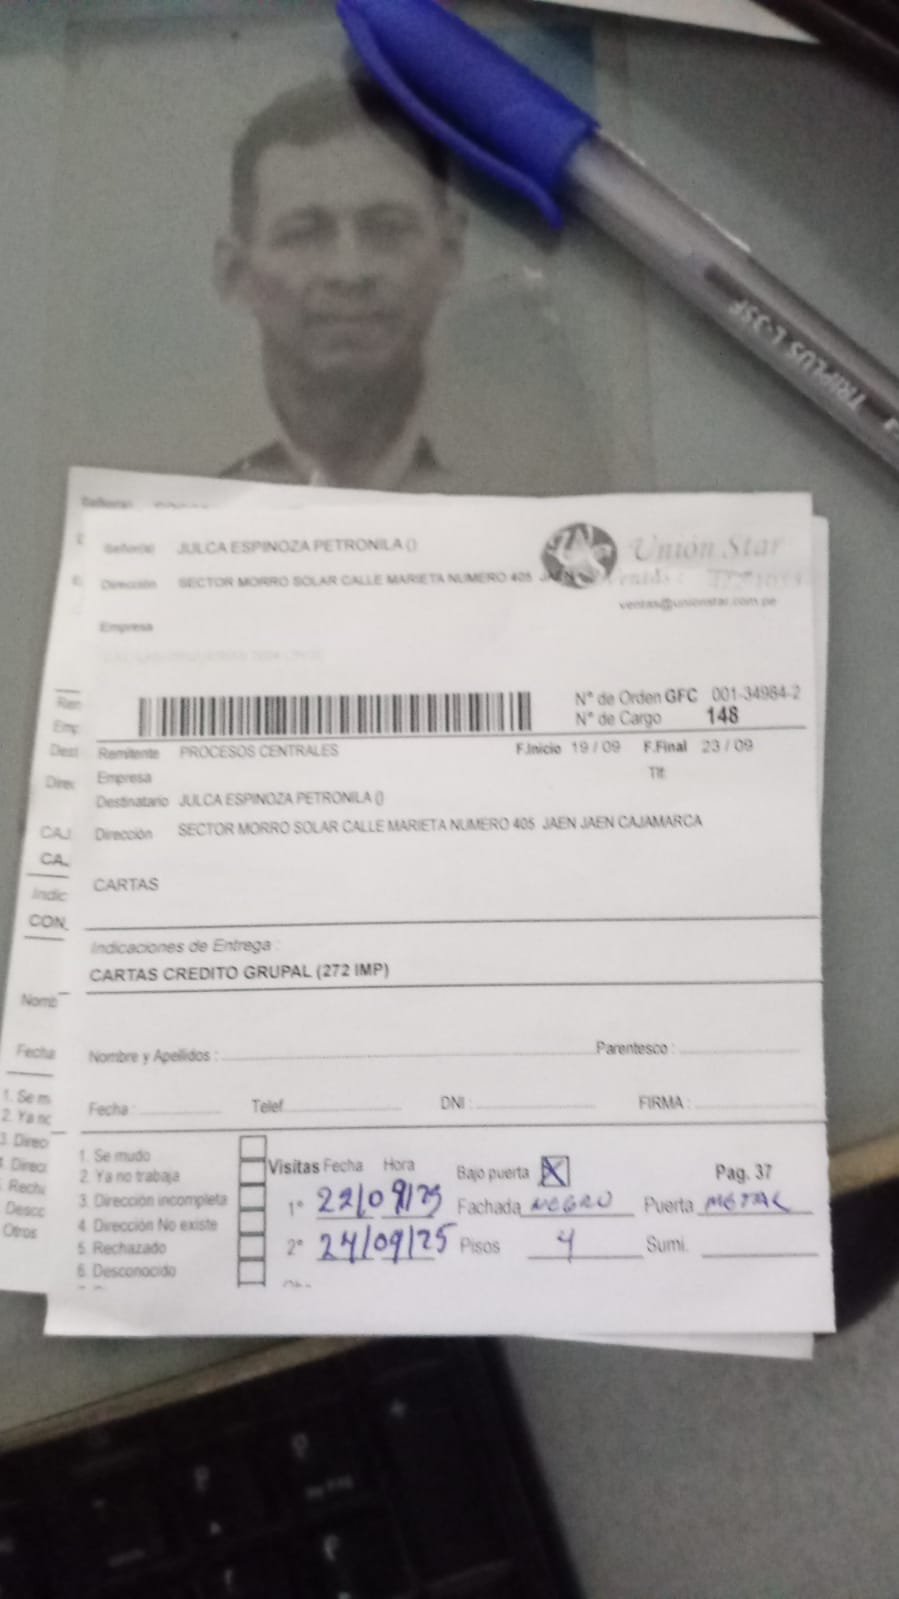 TRIPLUS L-35F
Señor(a) JULCA ESPINOZA PETRONILA ()
Unión Star
Dirección SECTOR MORRO SOLAR CALLE MARIETA NUMERO 405 JAEN
Ventas :
ventas@unionstar.com.pe
Empresa
N° de Orden GFC 001-34984-2
N° de Cargo 148
Remitente PROCESOS CENTRALES F.Inicio 19 / 09 F.Final 23 / 09
Empresa Tlf.
Destinatario JULCA ESPINOZA PETRONILA ()
Dirección SECTOR MORRO SOLAR CALLE MARIETA NUMERO 405 JAEN JAEN CAJAMARCA
CARTAS
Indicaciones de Entrega :
CARTAS CREDITO GRUPAL (272 IMP)
Nombre y Apellidos : Parentesco :
Fecha : Telef DNI : FIRMA :
1. Se mudo
2. Ya no trabaja
3. Dirección incompleta
4. Dirección No existe
5. Rechazado
6. Desconocido
Visitas Fecha Hora Bajo puerta X Pag. 37
1° 22/09/25 Fachada NEGRO Puerta METAL
2° 24/09/25 Pisos 4 Sumi.